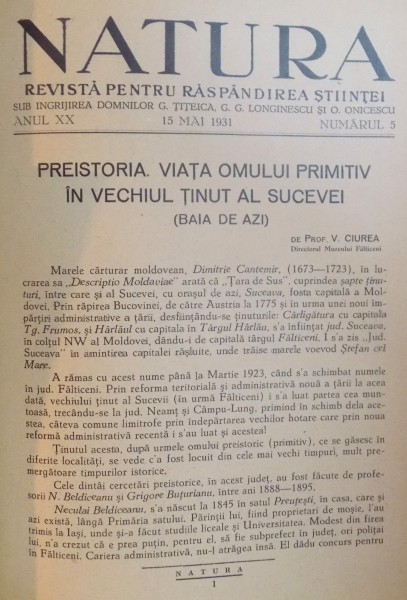 NATURA
REVISTĂ PENTRU RĂSPÂNDIREA ȘTIINȚEI
SUB INGRIJIREA DOMNILOR G. ȚIȚEICA, G. G. LONGINESCU ȘI O. ONICESCU
ANUL XX 15 MAI 1931 NUMĂRUL 5
PREISTORIA. VIAȚA OMULUI PRIMITIV
ÎN VECHIUL ȚINUT AL SUCEVEI
(BAIA DE AZI)
DE PROF. V. CIUREA
Directorul Muzeului Fălticeni
Marele cărturar moldovean, Dimitrie Cantemir, (1673—1723), în lu-
crarea sa „Descriptio Moldaviae" arată că „Țara de Sus", cuprindea șapte ținu-
turi, între care și al Sucevei, cu orașul de azi, Suceava, fosta capitală a Mol-
dovei. Prin răpirea Bucovinei, de către Austria la 1775 și în urma unei noui îm-
părțiri administrative a țării, desființându-se ținuturile: Cârligătura cu capitala
Tg. Frumos, și Hârlăul cu capitala în Târgul Hârlău, s'a înființat jud. Suceava,
în colțul NW al Moldovei, dându-i de capitală târgul Fălticeni. I s'a zis „Jud.
Suceava" în amintirea capitalei rășluite, unde trăise marele voevod Ștefan cel
Mare.
A rămas cu acest nume până la Martie 1923, când s'a schimbat numele
în jud. Fălticeni. Prin reforma teritorială și administrativă nouă a țării la acea
dată, vechiului ținut al Sucevii (în urmă Fălticeni) i s'a luat partea cea mun-
toasă, trecându-se la jud. Neamț și Câmpu-Lung, primind în schimb dela ace-
stea, câteva comune limitrofe prin îndepărtarea vechilor hotare care prin noua
reformă administrativă recentă i s'au luat și acestea!
Ținutul acesta, după urmele omului preistoric (primitiv), ce se găsesc în
diferite localități, se vede c'a fost locuit din cele mai vechi timpuri, mult pre-
mergătoare timpurilor istorice.
Cele dintâi cercetări preistorice, în acest județ, au fost făcute de profe-
sorii N. Beldiceanu și Grigore Buțurianu, între ani 1888—1895.
Neculai Beldiceanu, s'a născut la 1845 în satul Preutești, în casa, care și
azi există, lângă Primăria satului. Părinții lui, fiind proprietari de moșie, l'au
trimis la Iași, unde și-a făcut studiile liceale și Universitatea. Modest din firea
lui, n'a crezut că e prea puțin, pentru el, să fie subprefect în județ, ori polițai
în Fălticeni. Cariera administrativă, nu-l atrăgea însă. El dădu concurs pentru
NATURA
1